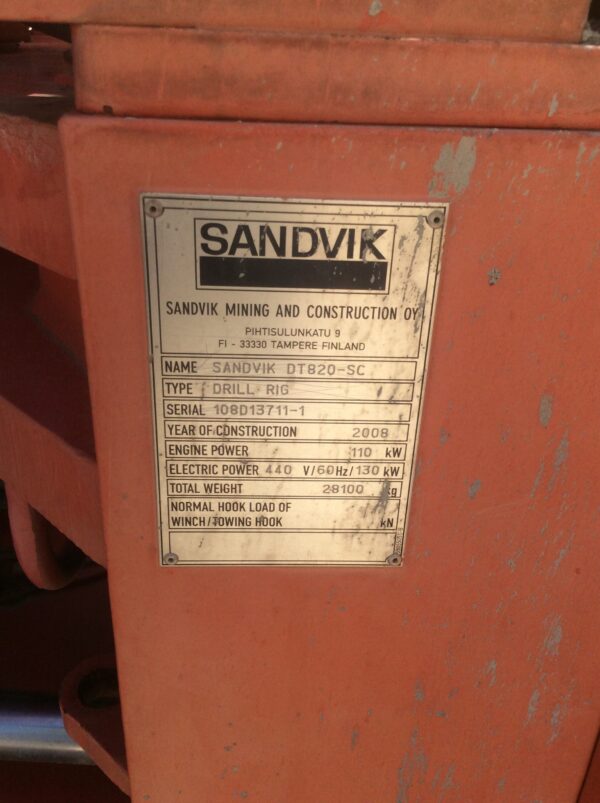 SANDVIK
SANDVIK MINING AND CONSTRUCTION OY
PIHTISULUNKATU 9
FI - 33330 TAMPERE FINLAND
NAME SANDVIK DT820-SC
TYPE DRILL RIG
SERIAL 108D13711-1
YEAR OF CONSTRUCTION 2008
ENGINE POWER 110 kW
ELECTRIC POWER 440 V/60Hz/130 kW
TOTAL WEIGHT 28100 kg
NORMAL HOOK LOAD OF
WINCH/TOWING HOOK kN